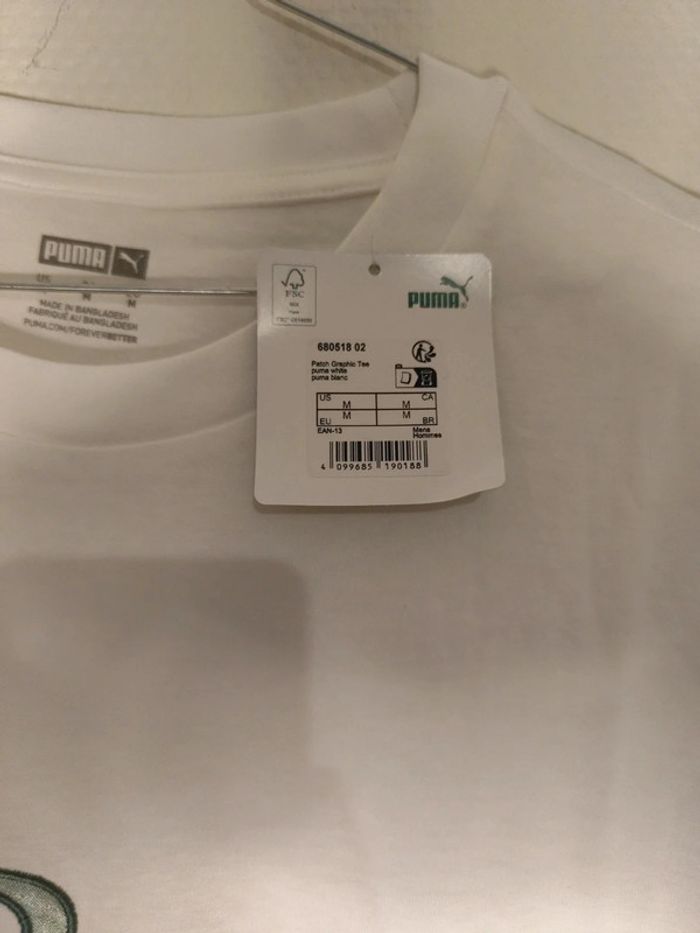 PUMA
US
EU
M
M
MADE IN BANGLADESH
FABRIQUÉ AU BANGLADESH
PUMA.COM/FOREVERBETTER
FSC
MIX
PUMA
680518 02
Patch Graphic Tee
puma white
puma blanc
US M M CA
EU M M BR
EAN-13 Mens
Hommes
4 099685 190188